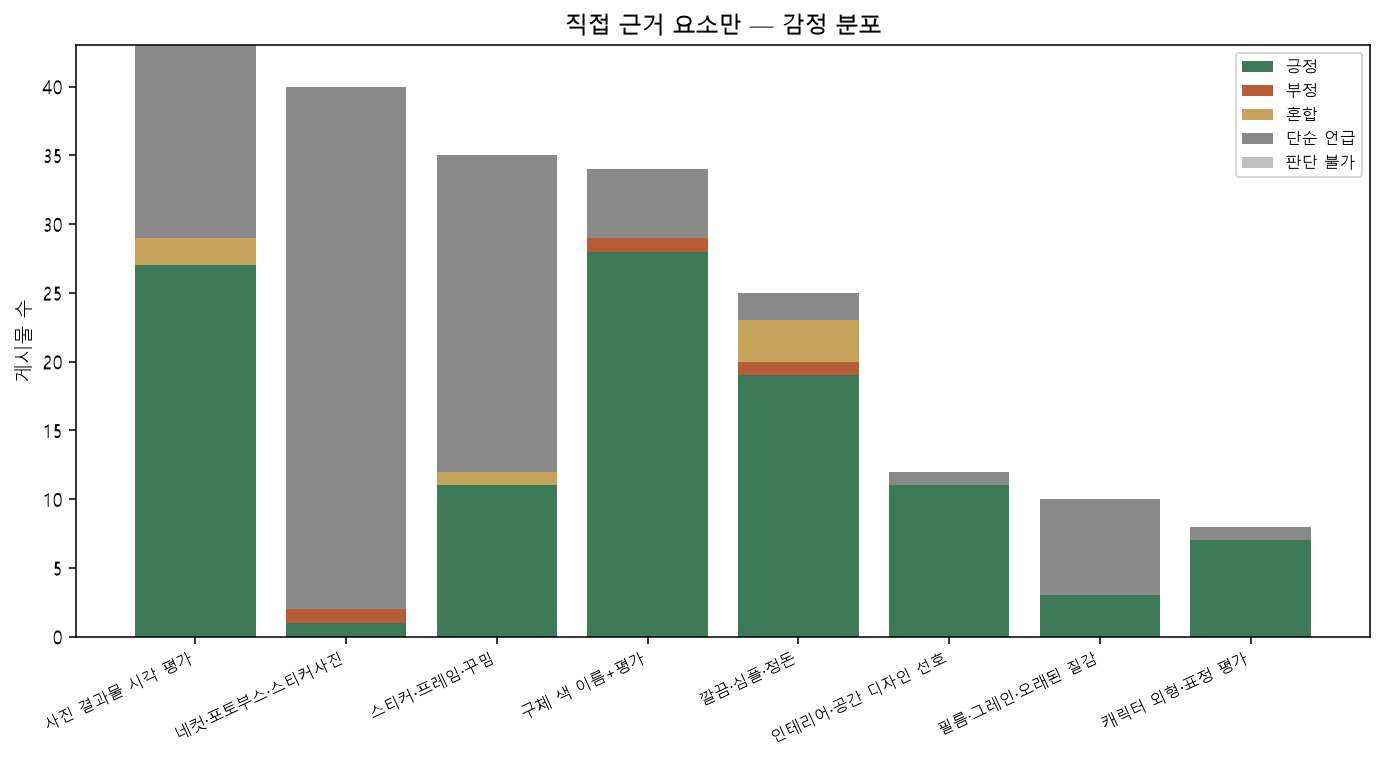 직접 근거 요소만 — 감정 분포
긍정
부정
혼합
단순 언급
판단 불가
게시물 수
40
35
30
25
20
15
10
5
0
사진 결과물 시각 평가
네컷·포토부스·스티커사진
스티커·프레임·꾸밈
구체 색 이름+평가
깔끔·심플·정돈
인테리어·공간 디자인 선호
필름·그레인·오래된 질감
캐릭터 외형·표정 평가